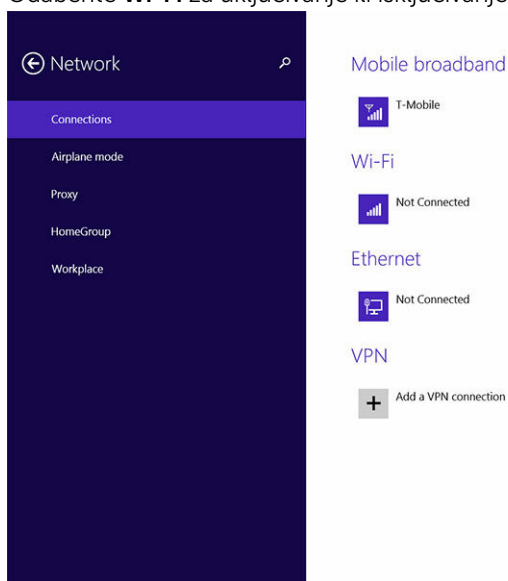 Network
Connections
Airplane mode
Proxy
HomeGroup
Workplace
Mobile broadband
T-Mobile
Wi-Fi
Not Connected
Ethernet
Not Connected
VPN
Add a VPN connection